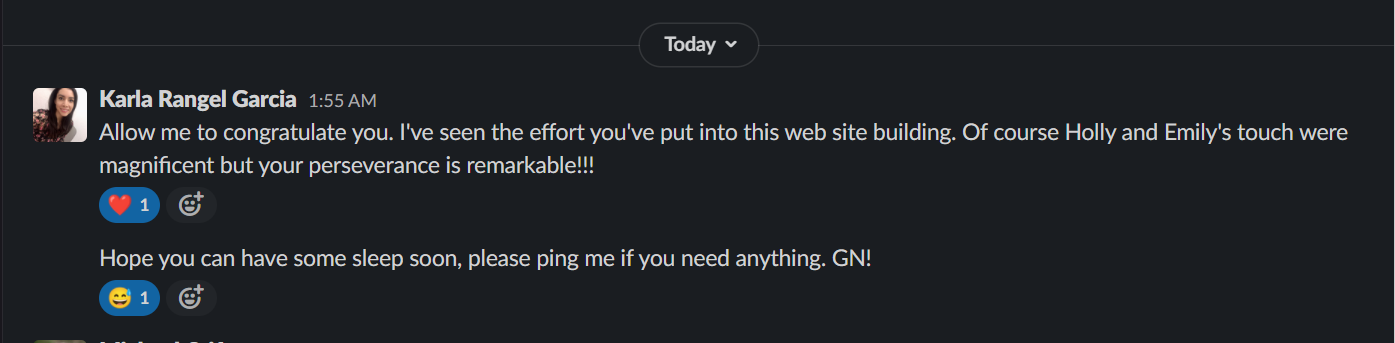 Today
Karla Rangel Garcia 1:55 AM
Allow me to congratulate you. I've seen the effort you've put into this web site building. Of course Holly and Emily's touch were
magnificent but your perseverance is remarkable!!!
1
Hope you can have some sleep soon, please ping me if you need anything. GN!
1